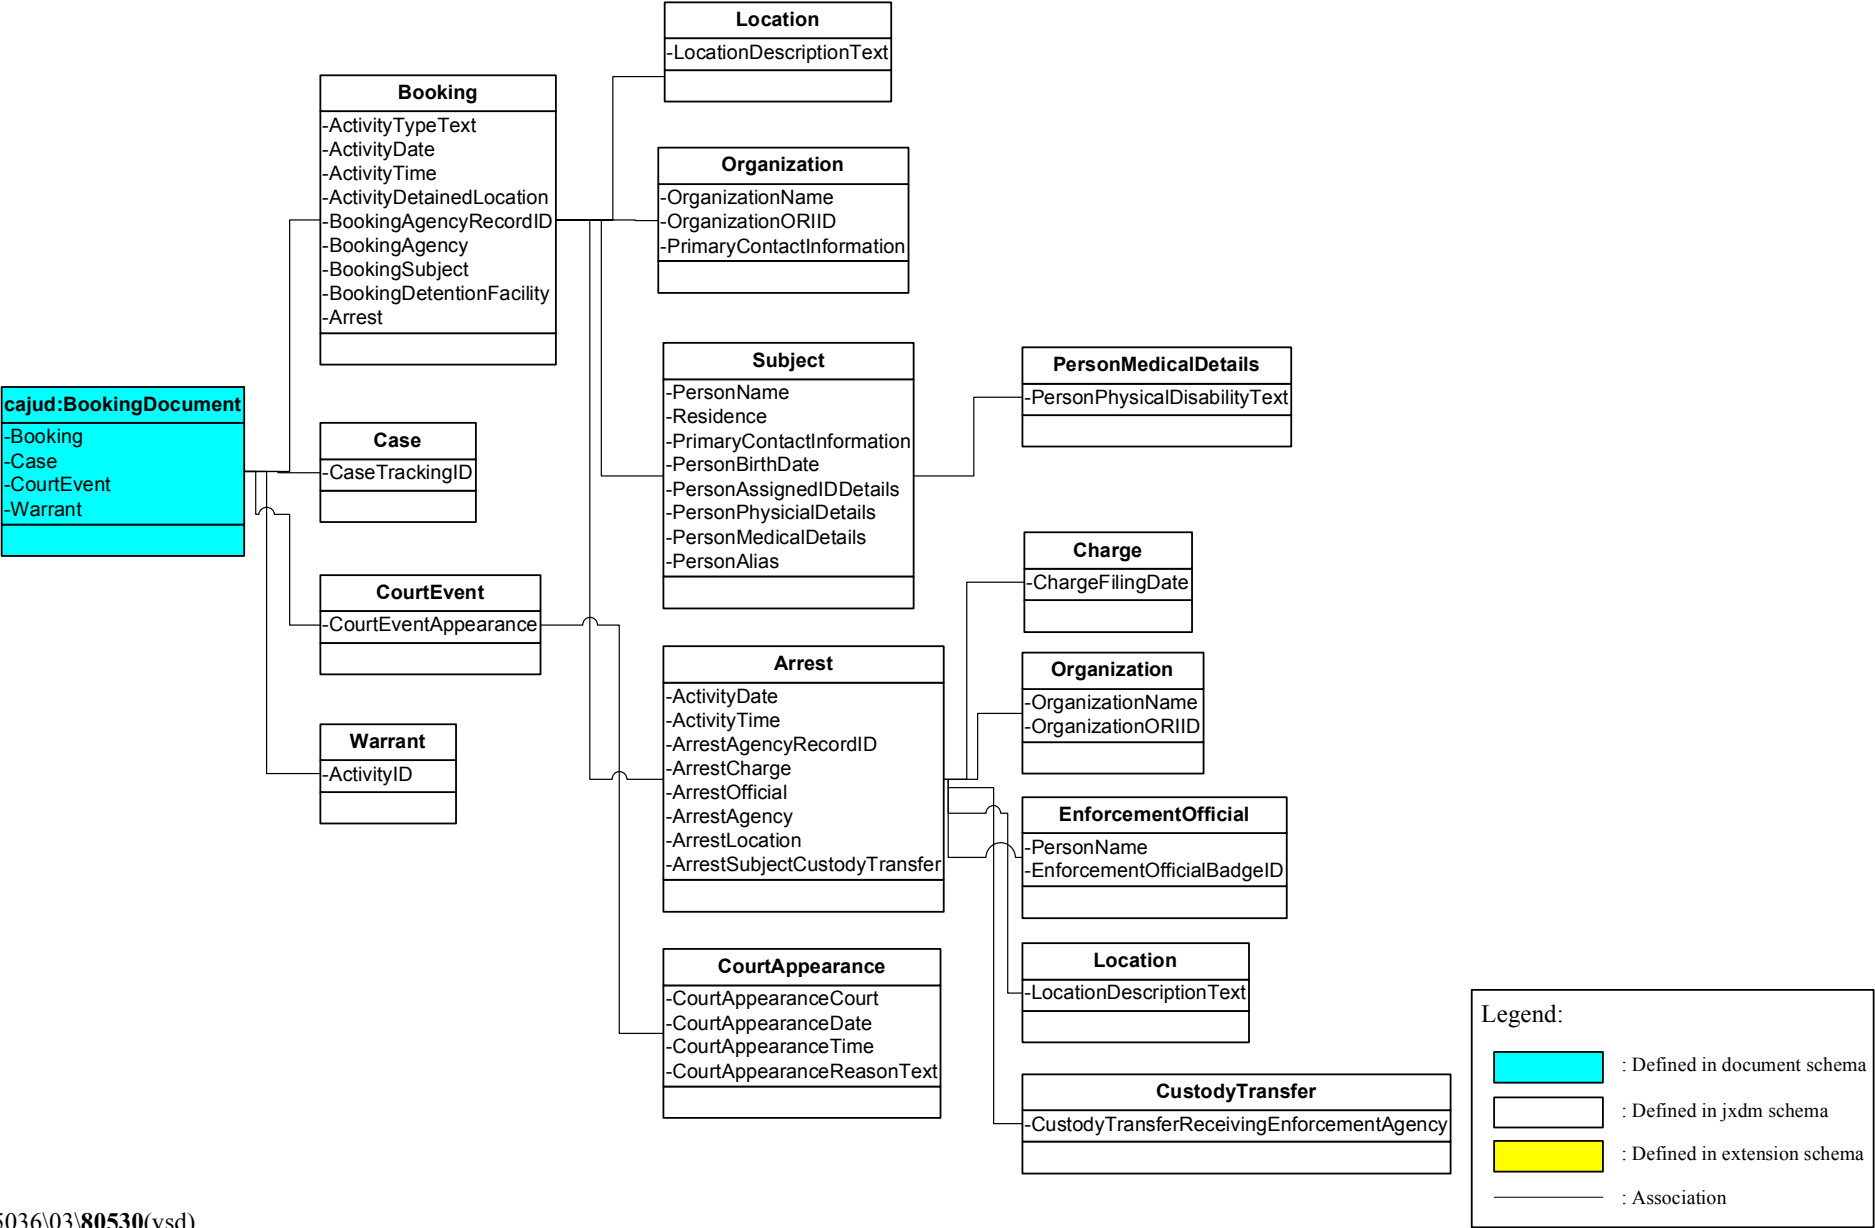 cajud:BookingDocument
-Booking
-Case
-CourtEvent
-Warrant
Booking
-ActivityTypeText
-ActivityDate
-ActivityTime
-ActivityDetainedLocation
-BookingAgencyRecordID
-BookingAgency
-BookingSubject
-BookingDetentionFacility
-Arrest
Case
-CaseTrackingID
CourtEvent
-CourtEventAppearance
Warrant
-ActivityID
Location
-LocationDescriptionText
Organization
-OrganizationName
-OrganizationORIID
-PrimaryContactInformation
Subject
-PersonName
-Residence
-PrimaryContactInformation
-PersonBirthDate
-PersonAssignedIDDetails
-PersonPhysicialDetails
-PersonMedicalDetails
-PersonAlias
Arrest
-ActivityDate
-ActivityTime
-ArrestAgencyRecordID
-ArrestCharge
-ArrestOfficial
-ArrestAgency
-ArrestLocation
-ArrestSubjectCustodyTransfer
CourtAppearance
-CourtAppearanceCourt
-CourtAppearanceDate
-CourtAppearanceTime
-CourtAppearanceReasonText
PersonMedicalDetails
-PersonPhysicalDisabilityText
Charge
-ChargeFilingDate
Organization
-OrganizationName
-OrganizationORIID
EnforcementOfficial
-PersonName
-EnforcementOfficialBadgeID
Location
-LocationDescriptionText
CustodyTransfer
-CustodyTransferReceivingEnforcementAgency
Legend:
: Defined in document schema
: Defined in jxdm schema
: Defined in extension schema
: Association
5036\03\80530(vsd)